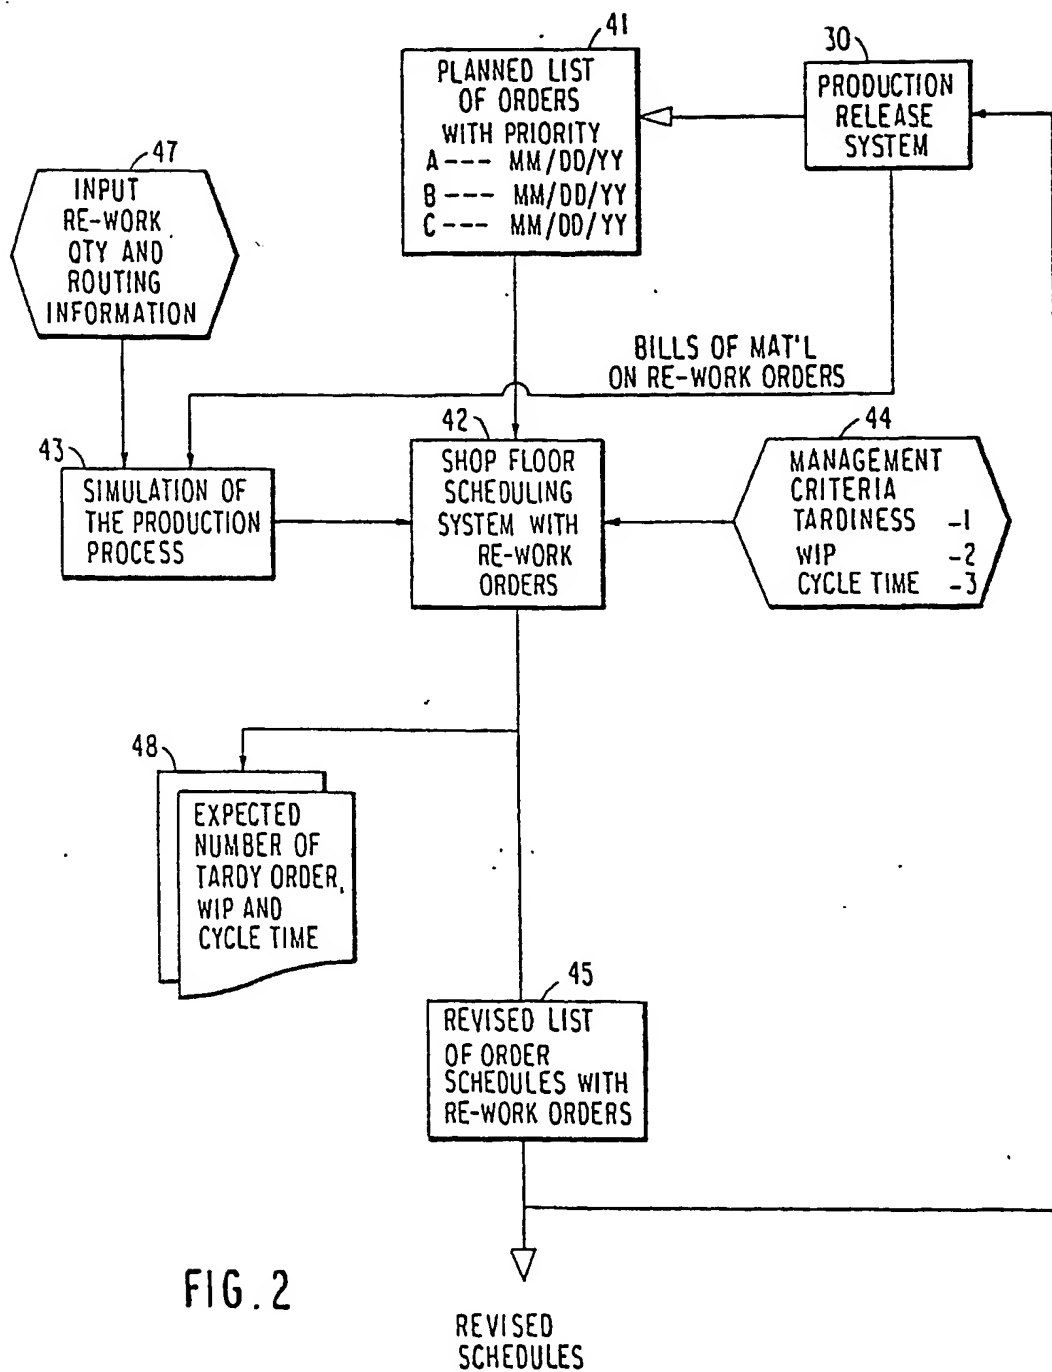 41
PLANNED LIST
OF ORDERS
WITH PRIORITY
A--- MM/DD/YY
B--- MM/DD/YY
C--- MM/DD/YY
30
PRODUCTION
RELEASE
SYSTEM
47
INPUT
RE-WORK
QTY AND
ROUTING
INFORMATION
BILLS OF MAT'L
ON RE-WORK ORDERS
43
SIMULATION OF
THE PRODUCTION
PROCESS
42
SHOP FLOOR
SCHEDULING
SYSTEM WITH
RE-WORK
ORDERS
44
MANAGEMENT
CRITERIA
TARDINESS -1
WIP -2
CYCLE TIME -3
48
EXPECTED
NUMBER OF
TARDY ORDER,
WIP AND
CYCLE TIME
45
REVISED LIST
OF ORDER
SCHEDULES WITH
RE-WORK ORDERS
FIG. 2
REVISED
SCHEDULES